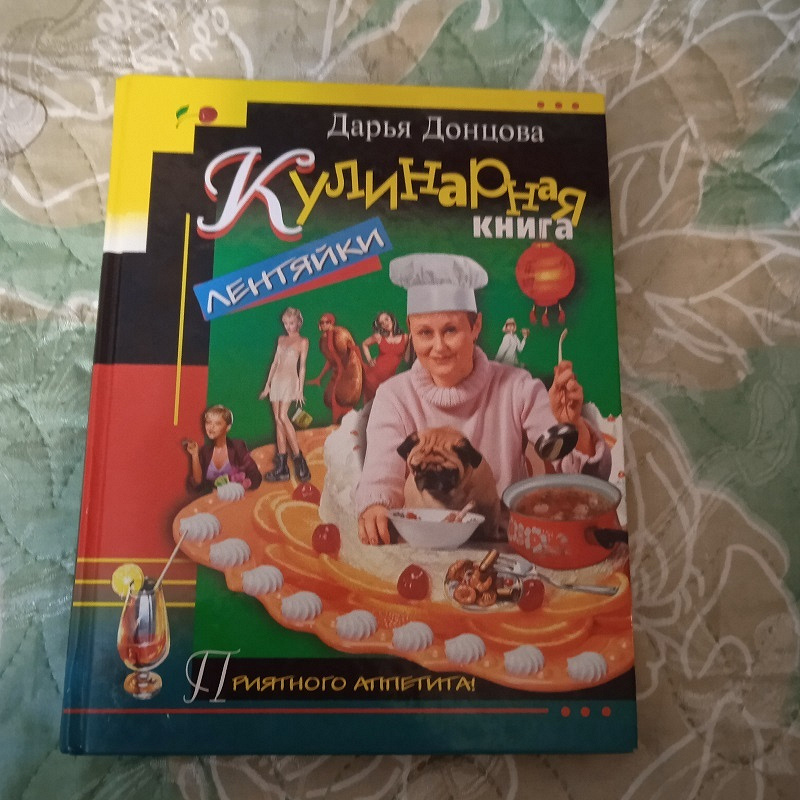 Дарья Донцова
Кулинарная
книга
ЛЕНТЯЙКИ
ПРИЯТНОГО АППЕТИТА!